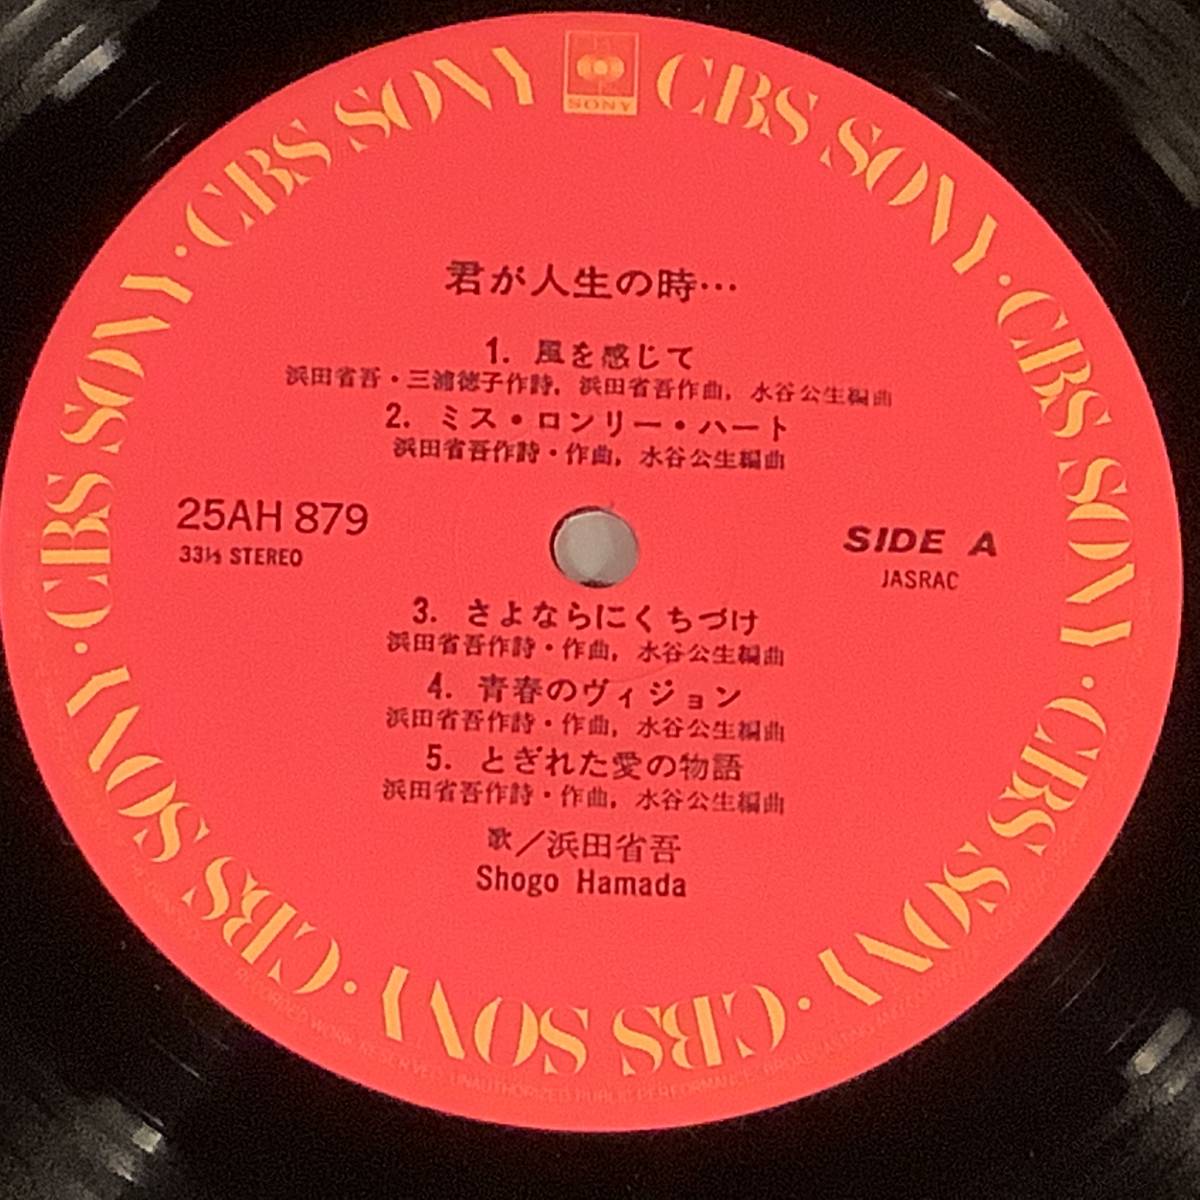 SONY
CBS SONY · CBS SONY · CBS SONY · CBS SONY · CBS SONY · CBS SONY · CBS SONY
君が人生の時…
1. 風を感じて
浜田省吾・三浦徳子作詩, 浜田省吾作曲, 水谷公生編曲
2. ミス・ロンリー・ハート
浜田省吾作詩・作曲, 水谷公生編曲
25AH 879
33⅓ STEREO
SIDE A
JASRAC
3. さよならにくちづけ
浜田省吾作詩・作曲, 水谷公生編曲
4. 青春のヴィジョン
浜田省吾作詩・作曲, 水谷公生編曲
5. とぎれた愛の物語
浜田省吾作詩・作曲, 水谷公生編曲
歌／浜田省吾
Shogo Hamada
RECORDED WORK RESERVED. UNAUTHORIZED PUBLIC PERFORMANCE. BROADCASTING AND